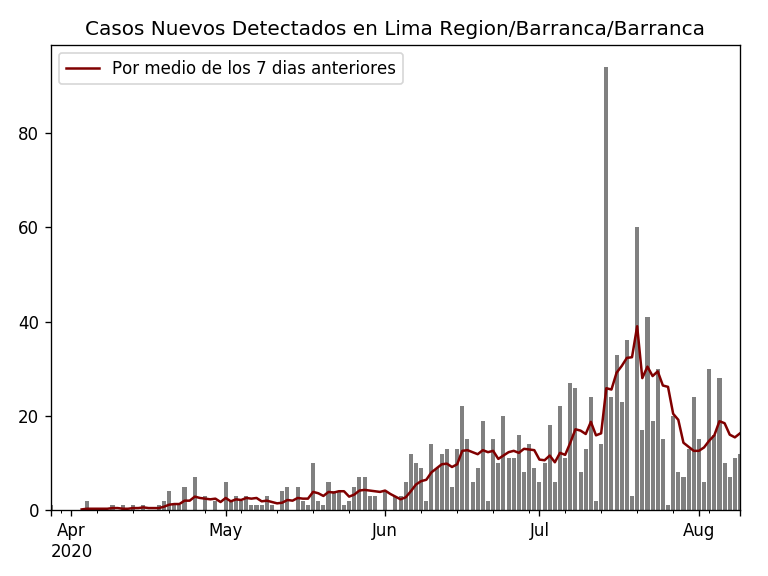 Casos Nuevos Detectados en Lima Region/Barranca/Barranca
Por medio de los 7 dias anteriores
80
60
40
20
0
Apr May Jun Jul Aug
2020